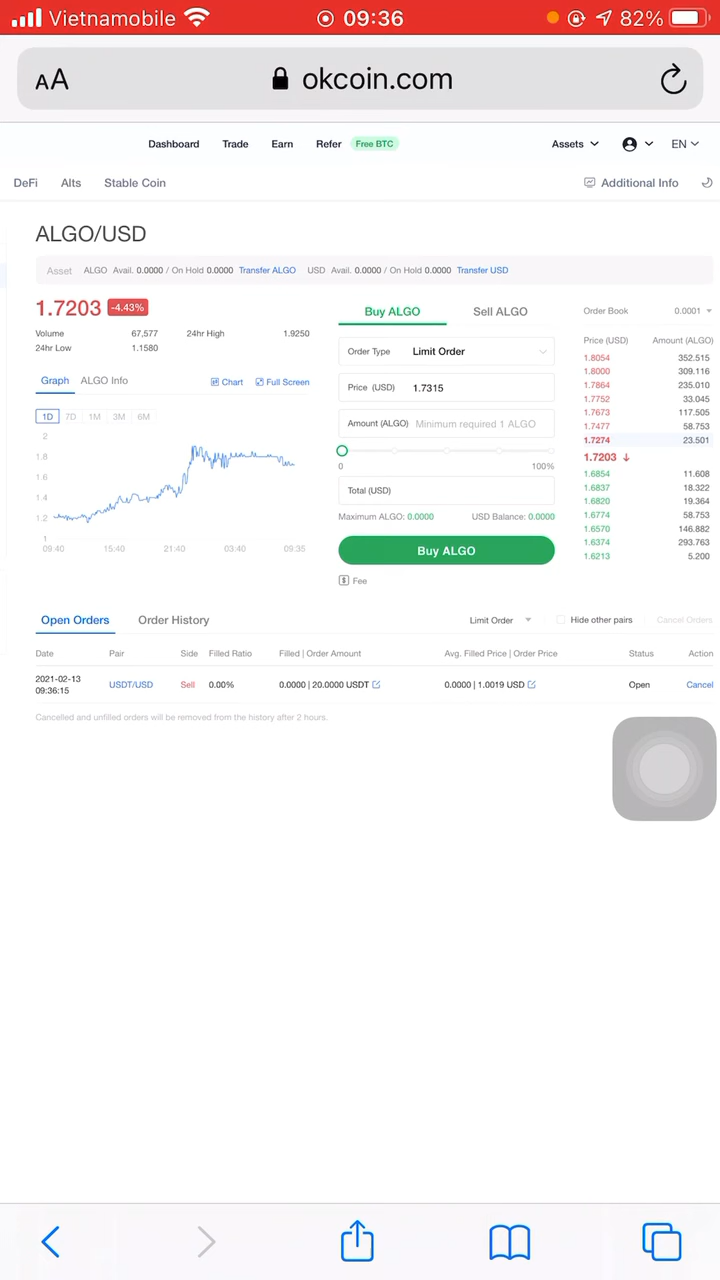 Vietnamobile 09:36 82%
AA okcoin.com
Dashboard Trade Earn Refer Free BTC Assets EN
DeFi Alts Stable Coin Additional Info
ALGO/USD
Asset ALGO Avail. 0.0000 / On Hold 0.0000 Transfer ALGO USD Avail. 0.0000 / On Hold 0.0000 Transfer USD
1.7203 -4.43%
Volume 67,577 24hr High 1.9250
24hr Low 1.1580
Graph ALGO Info Chart Full Screen
1D 7D 1M 3M 6M
2
1.8
1.6
1.4
1.2
1
09:40 15:40 21:40 03:40 09:35
Buy ALGO Sell ALGO
Order Type Limit Order
Price (USD) 1.7315
Amount (ALGO) Minimum required 1 ALGO
0 100%
Total (USD)
Maximum ALGO: 0.0000 USD Balance: 0.0000
Buy ALGO
$ Fee
Order Book 0.0001
Price (USD) Amount (ALGO)
1.8054 352.515
1.8000 309.116
1.7864 235.010
1.7752 33.045
1.7673 117.505
1.7477 58.753
1.7274 23.501
1.7203 ↓
1.6854 11.608
1.6837 18.322
1.6820 19.364
1.6774 58.753
1.6570 146.882
1.6374 293.763
1.6213 5.200
Open Orders Order History Limit Order Hide other pairs Cancel Orders
Date Pair Side Filled Ratio Filled | Order Amount Avg. Filled Price | Order Price Status Action
2021-02-13
09:36:15 USDT/USD Sell 0.00% 0.0000 | 20.0000 USDT 0.0000 | 1.0019 USD Open Cancel
Cancelled and unfilled orders will be removed from the history after 2 hours.